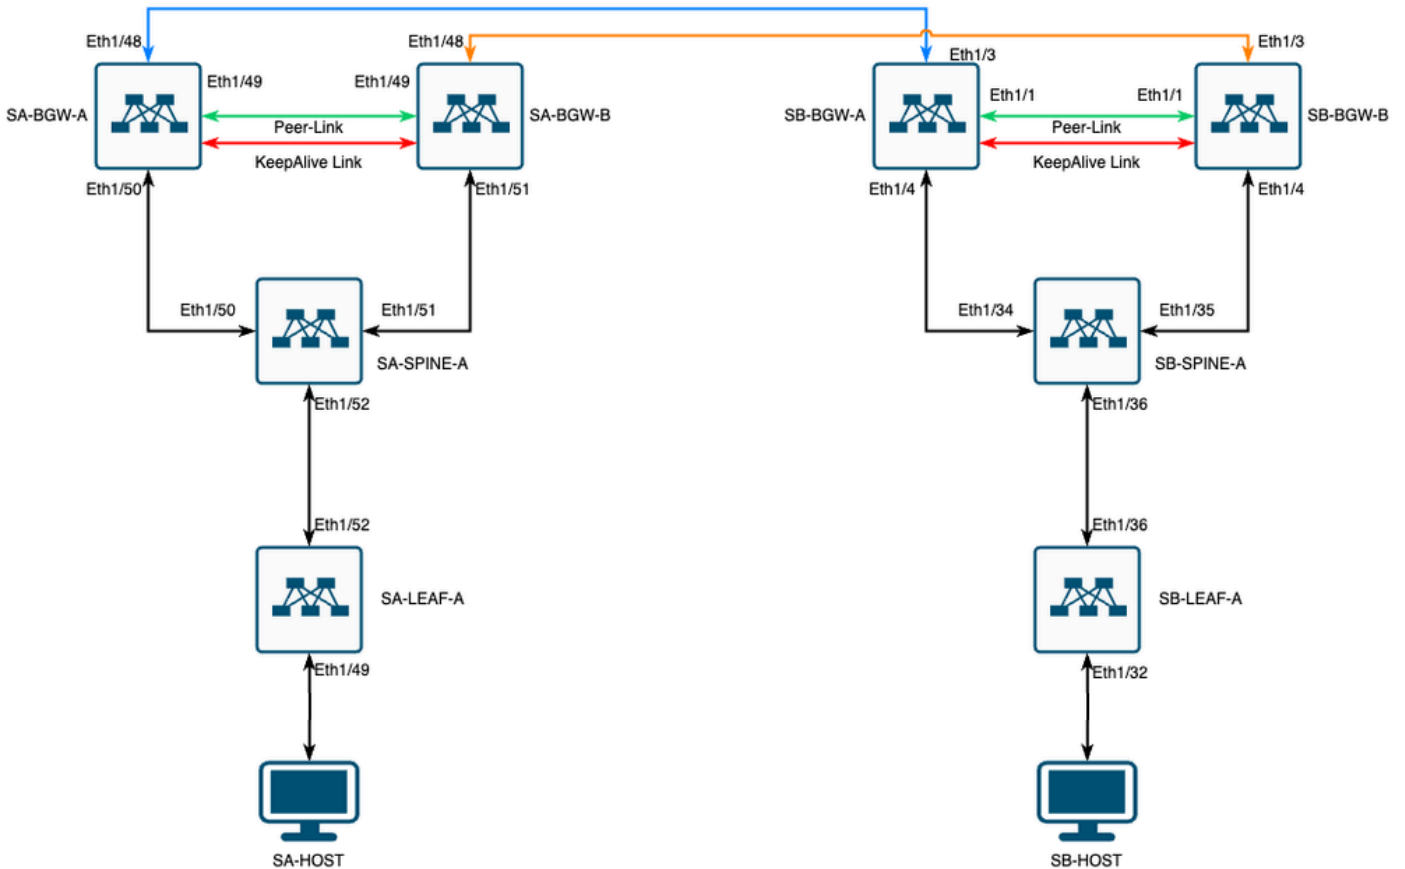 Eth1/48
Eth1/48
Eth1/3
Eth1/3
Eth1/49
Eth1/49
Eth1/1
Eth1/1
SA-BGW-A
Peer-Link
SA-BGW-B
SB-BGW-A
Peer-Link
SB-BGW-B
KeepAlive Link
KeepAlive Link
Eth1/50
Eth1/51
Eth1/4
Eth1/4
Eth1/50
Eth1/51
Eth1/34
Eth1/35
SA-SPINE-A
SB-SPINE-A
Eth1/52
Eth1/36
Eth1/52
Eth1/36
SA-LEAF-A
SB-LEAF-A
Eth1/49
Eth1/32
SA-HOST
SB-HOST